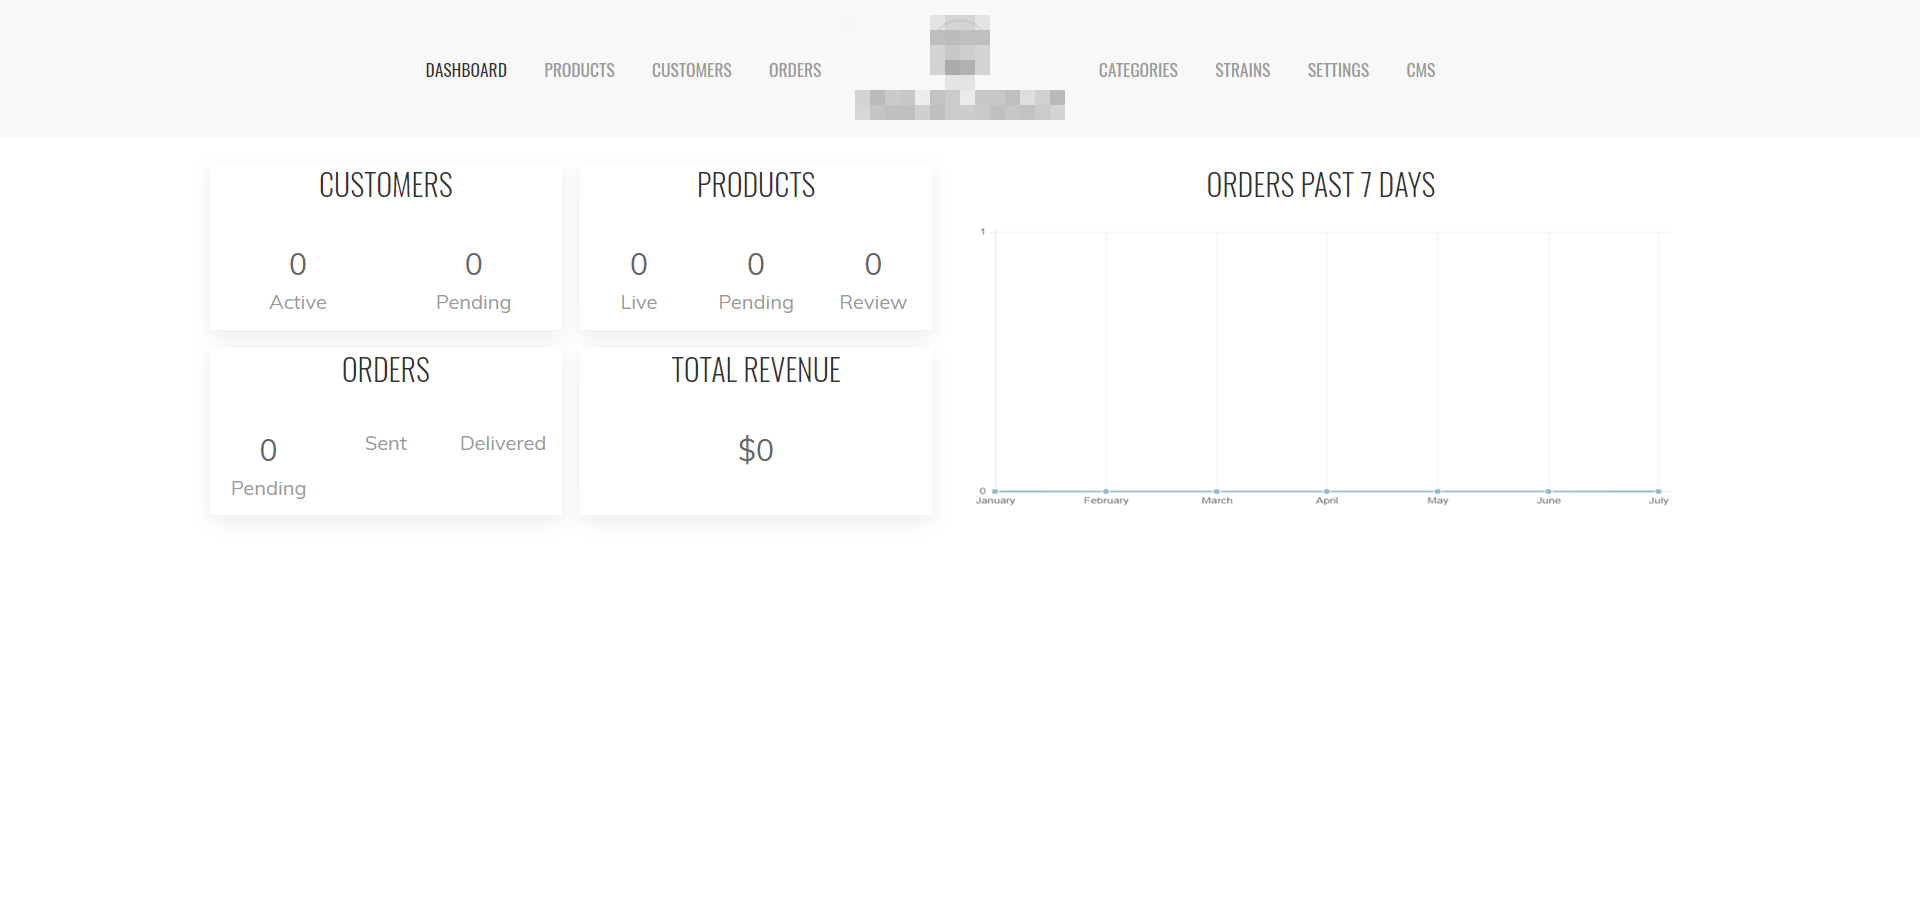 DASHBOARD PRODUCTS CUSTOMERS ORDERS CATEGORIES STRAINS SETTINGS CMS
CUSTOMERS
0 0
Active Pending
PRODUCTS
0 0 0
Live Pending Review
ORDERS
0 Sent Delivered
Pending
TOTAL REVENUE
$0
ORDERS PAST 7 DAYS
1
0
January February March April May June July